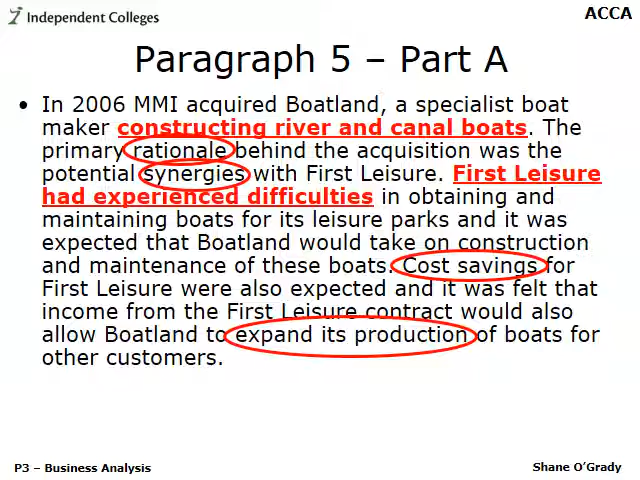 Independent Colleges
ACCA
Paragraph 5 – Part A
• In 2006 MMI acquired Boatland, a specialist boat
maker constructing river and canal boats. The
primary rationale behind the acquisition was the
potential synergies with First Leisure. First Leisure
had experienced difficulties in obtaining and
maintaining boats for its leisure parks and it was
expected that Boatland would take on construction
and maintenance of these boats. Cost savings for
First Leisure were also expected and it was felt that
income from the First Leisure contract would also
allow Boatland to expand its production of boats for
other customers.
P3 – Business Analysis
Shane O’Grady